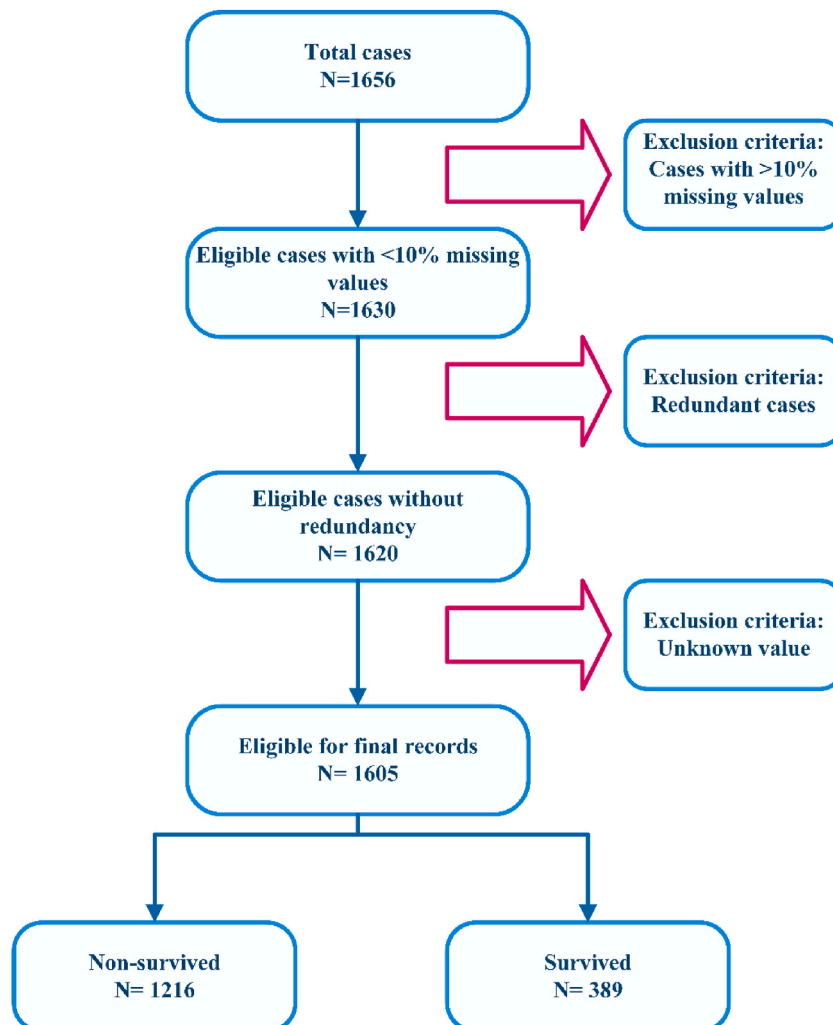 Total cases
N=1656
Exclusion criteria:
Cases with >10%
missing values
Eligible cases with <10% missing
values
N=1630
Exclusion criteria:
Redundant cases
Eligible cases without
redundancy
N= 1620
Exclusion criteria:
Unknown value
Eligible for final records
N= 1605
Non-survived
N= 1216
Survived
N= 389